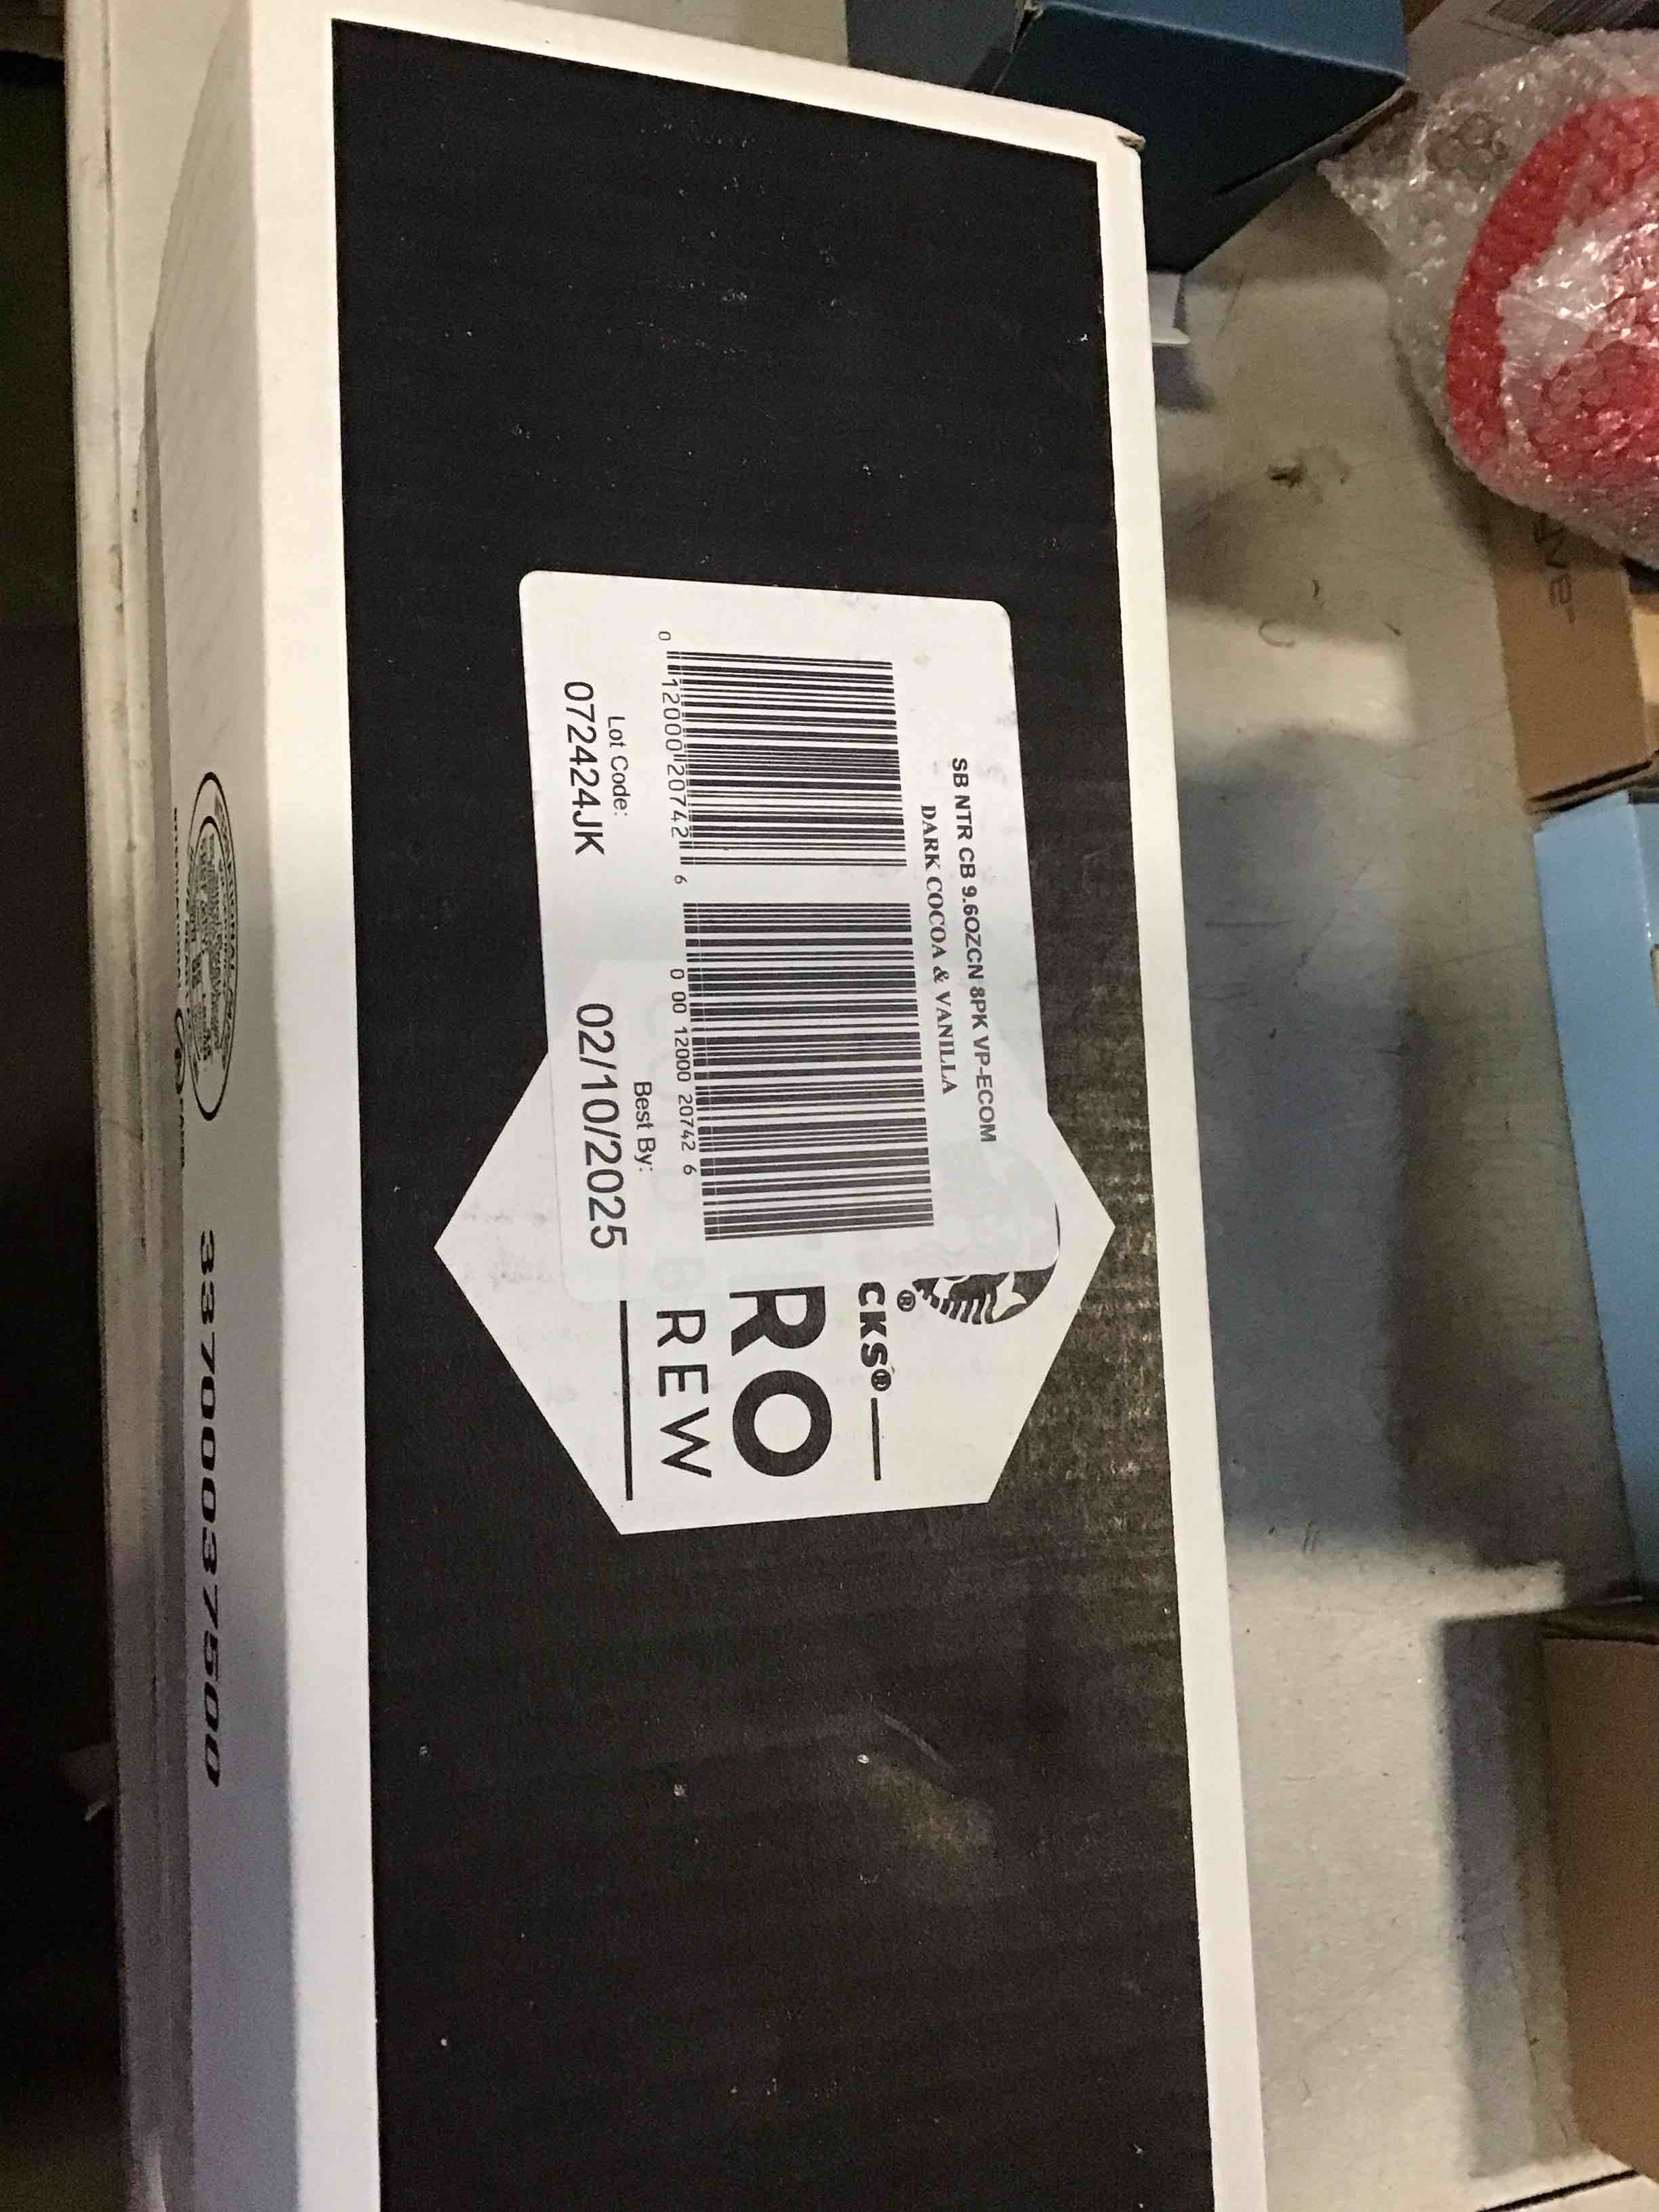 SB NTR CB 9.6OZCN 8PK VP-ECOM
DARK COCOA & VANILLA
0 12000 20742 6
0 00 12000 20742 6
Lot Code:
072424JK
Best By:
02/10/2025
CKS®
RO
REW
33700037500